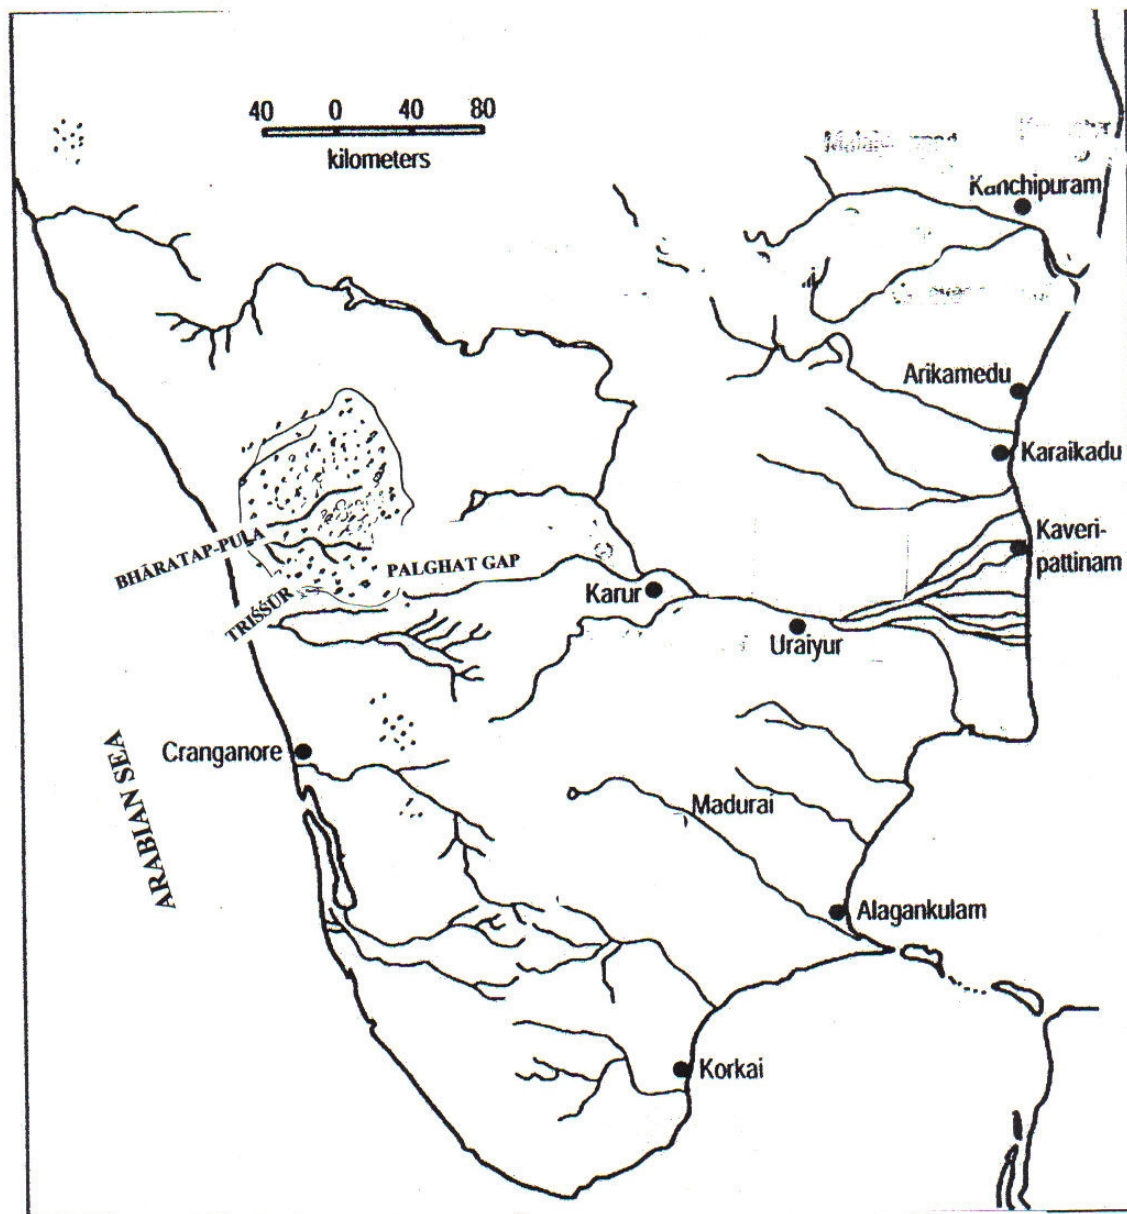 40 0 40 80
kilometers
Kanchipuram
Arikamedu
Karaikadu
Kaveri-
pattinam
BHĀRATAP-PULA
PALGHAT GAP
TRIŚŚŪR
Karur
Uraiyur
Cranganore
ARABIAN SEA
Madurai
Alagankulam
Korkai